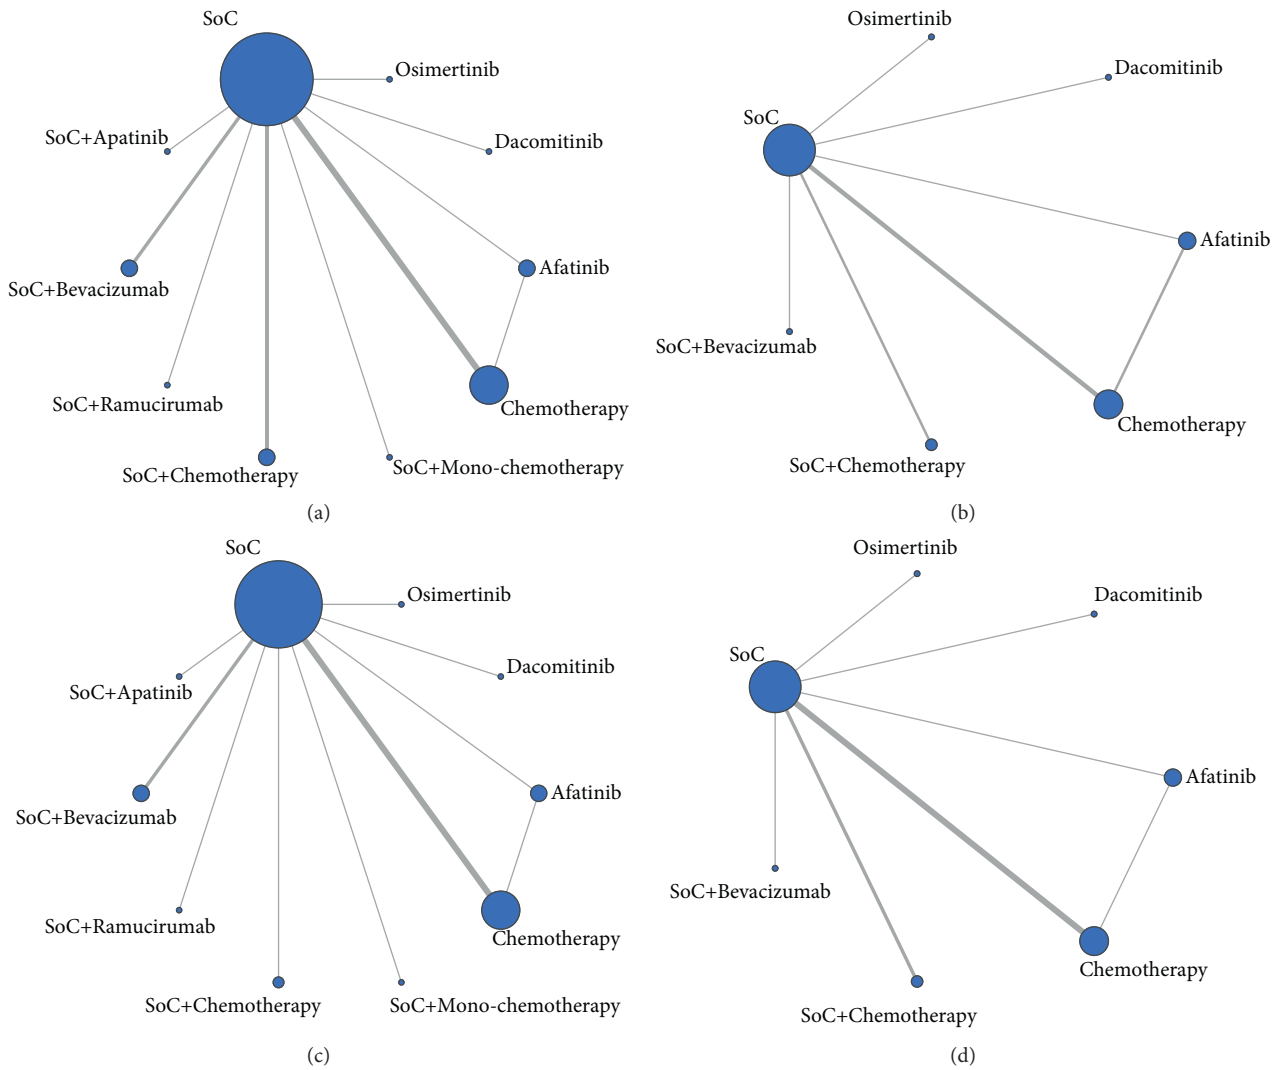 SoC
Osimertinib
SoC+Apatinib
Dacomitinib
Afatinib
SoC+Bevacizumab
SoC+Ramucirumab
Chemotherapy
SoC+Chemotherapy
SoC+Mono-chemotherapy
(a)
Osimertinib
Dacomitinib
SoC
Afatinib
SoC+Bevacizumab
Chemotherapy
SoC+Chemotherapy
(b)
SoC
Osimertinib
Dacomitinib
SoC+Apatinib
Afatinib
SoC+Bevacizumab
SoC+Ramucirumab
Chemotherapy
SoC+Chemotherapy
SoC+Mono-chemotherapy
(c)
Osimertinib
Dacomitinib
SoC
Afatinib
SoC+Bevacizumab
Chemotherapy
SoC+Chemotherapy
(d)